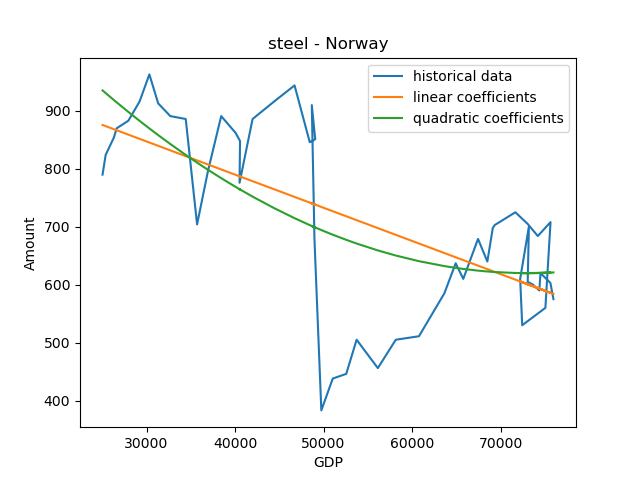 steel - Norway
historical data
linear coefficients
quadratic coefficients
Amount
900
800
700
600
500
400
30000 40000 50000 60000 70000
GDP